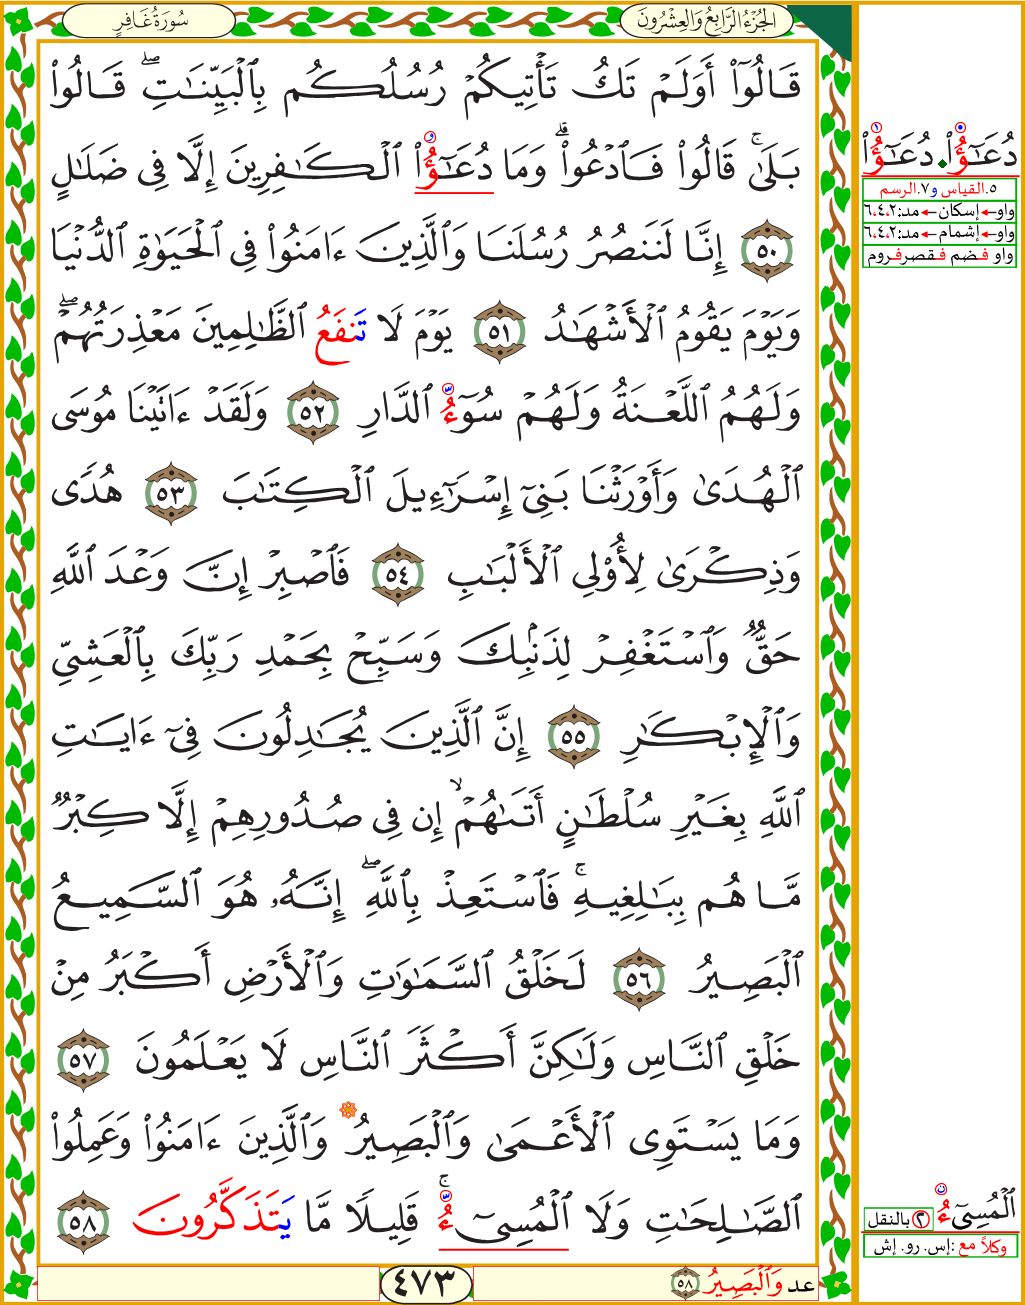 سُورَةُ غَافِرٍ
الجُزْءُ الرَّابِعُ وَالعِشْرُونَ
قَالُوٓا۟ أَوَلَمْ تَكُ تَأْتِيكُمْ رُسُلُكُم بِٱلْبَيِّنَـٰتِ ۖ قَالُوا۟
بَلَىٰ ۚ قَالُوا۟ فَٱدْعُوا۟ ۗ وَمَا دُعَـٰٓؤُا۟ ٱلْكَـٰفِرِينَ إِلَّا فِى ضَلَـٰلٍ
٥٠ إِنَّا لَنَنصُرُ رُسُلَنَا وَٱلَّذِينَ ءَامَنُوا۟ فِى ٱلْحَيَوٰةِ ٱلدُّنْيَا
وَيَوْمَ يَقُومُ ٱلْأَشْهَـٰدُ ٥١ يَوْمَ لَا تَنفَعُ ٱلظَّـٰلِمِينَ مَعْذِرَتُهُمْ ۖ
وَلَهُمُ ٱللَّعْنَةُ وَلَهُمْ سُوٓءُ ٱلدَّارِ ٥٢ وَلَقَدْ ءَاتَيْنَا مُوسَى
ٱلْهُدَىٰ وَأَوْرَثْنَا بَنِىٓ إِسْرَٰٓءِيلَ ٱلْكِتَـٰبَ ٥٣ هُدًى
وَذِكْرَىٰ لِأُو۟لِى ٱلْأَلْبَـٰبِ ٥٤ فَٱصْبِرْ إِنَّ وَعْدَ ٱللَّهِ
حَقٌّ وَٱسْتَغْفِرْ لِذَنۢبِكَ وَسَبِّحْ بِحَمْدِ رَبِّكَ بِٱلْعَشِىِّ
وَٱلْإِبْكَـٰرِ ٥٥ إِنَّ ٱلَّذِينَ يُجَـٰدِلُونَ فِىٓ ءَايَـٰتِ
ٱللَّهِ بِغَيْرِ سُلْطَـٰنٍ أَتَىٰهُمْ ۙ إِن فِى صُدُورِهِمْ إِلَّا كِبْرٌ
مَّا هُم بِبَـٰلِغِيهِ ۚ فَٱسْتَعِذْ بِٱللَّهِ ۖ إِنَّهُۥ هُوَ ٱلسَّمِيعُ
ٱلْبَصِيرُ ٥٦ لَخَلْقُ ٱلسَّمَـٰوَٰتِ وَٱلْأَرْضِ أَكْبَرُ مِنْ
خَلْقِ ٱلنَّاسِ وَلَـٰكِنَّ أَكْثَرَ ٱلنَّاسِ لَا يَعْلَمُونَ ٥٧
وَمَا يَسْتَوِى ٱلْأَعْمَىٰ وَٱلْبَصِيرُ وَٱلَّذِينَ ءَامَنُوا۟ وَعَمِلُوا۟
ٱلصَّـٰلِحَـٰتِ وَلَا ٱلْمُسِىٓءُ ۚ قَلِيلًا مَّا يَتَذَكَّرُونَ ٥٨
عد وَٱلْبَصِيرُ ٥٨
٤٧٣
دُعَـٰٓؤُا۟ . دُعَـٰٓؤُا۟
٥.القياس و٧.الرسم
واو←إسكان←مد:٦،٤،٢
واو←إشمام←مد:٦،٤،٢
واو فـضم فـقصرفـروم
ٱلْمُسِىٓءُ
٢ بالنقل
وكلاً مع :إس. رو. إش